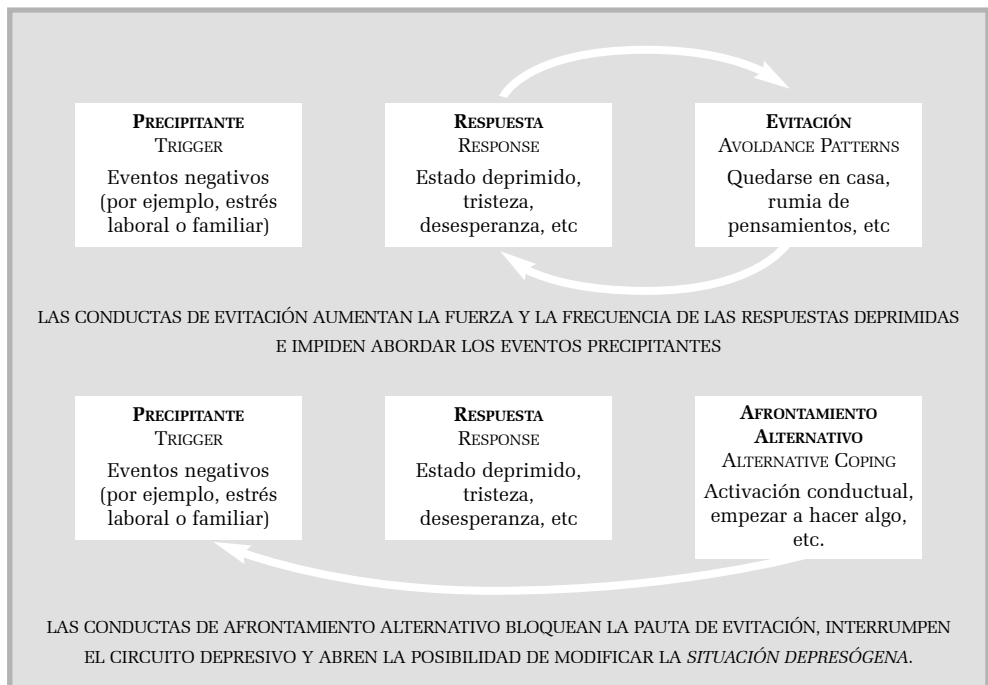 PRECIPITANTE
TRIGGER
Eventos negativos
(por ejemplo, estrés
laboral o familiar)
RESPUESTA
RESPONSE
Estado deprimido,
tristeza,
desesperanza, etc
EVITACIÓN
AVOLDANCE PATTERNS
Quedarse en casa,
rumia de
pensamientos, etc
LAS CONDUCTAS DE EVITACIÓN AUMENTAN LA FUERZA Y LA FRECUENCIA DE LAS RESPUESTAS DEPRIMIDAS
E IMPIDEN ABORDAR LOS EVENTOS PRECIPITANTES
PRECIPITANTE
TRIGGER
Eventos negativos
(por ejemplo, estrés
laboral o familiar)
RESPUESTA
RESPONSE
Estado deprimido,
tristeza,
desesperanza, etc
AFRONTAMIENTO
ALTERNATIVO
ALTERNATIVE COPING
Activación conductual,
empezar a hacer algo,
etc.
LAS CONDUCTAS DE AFRONTAMIENTO ALTERNATIVO BLOQUEAN LA PAUTA DE EVITACIÓN, INTERRUMPEN
EL CIRCUITO DEPRESIVO Y ABREN LA POSIBILIDAD DE MODIFICAR LA SITUACIÓN DEPRESÓGENA.